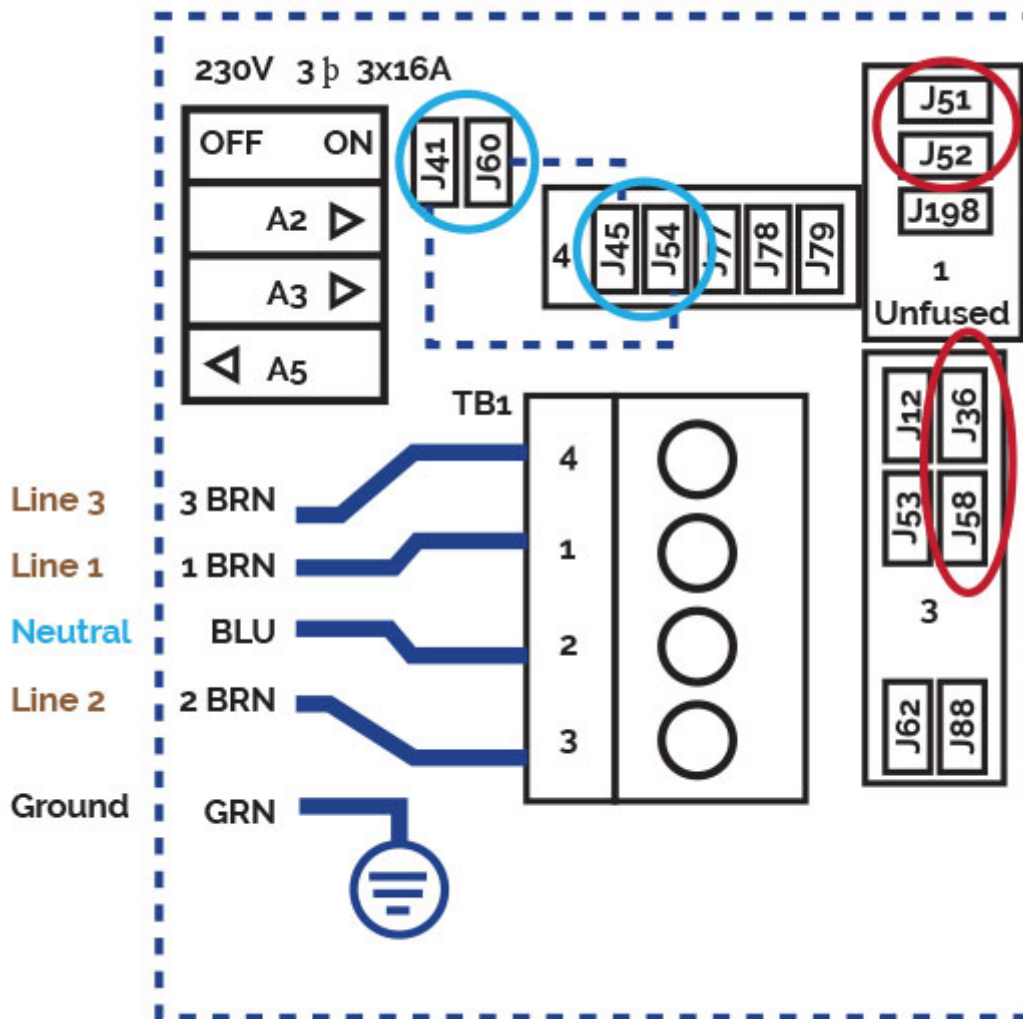 230V 3 þ 3x16A
OFF ON
A2
A3
A5
J41 J60
4 J45 J54 J77 J78 J79
J51
J52
J198
1
Unfused
J12 J36
J53 J58
3
J62 J88
TB1
4
1
2
3
Line 3 3 BRN
Line 1 1 BRN
Neutral BLU
Line 2 2 BRN
Ground GRN